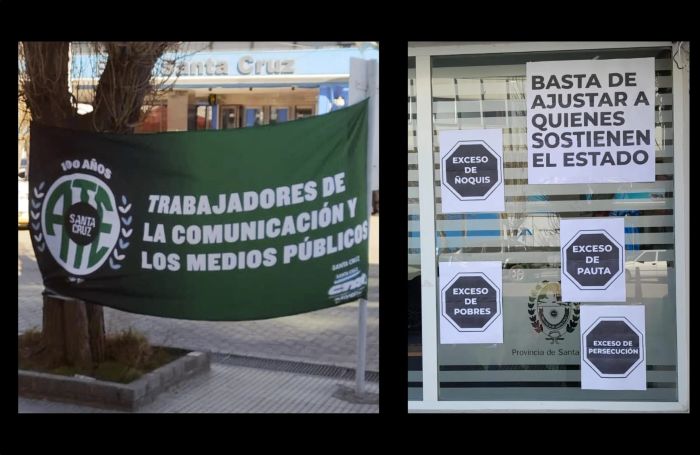 Santa Cruz
100 AÑOS
ATE
SANTA
CRUZ
TRABAJADORES DE
LA COMUNICACIÓN Y
LOS MEDIOS PÚBLICOS
SANTA CRUZ
SANTA CRUZ
BASTA DE
AJUSTAR A
QUIENES
SOSTIENEN
EL ESTADO
EXCESO
DE
ÑOQUIS
EXCESO
DE
PAUTA
EXCESO
DE
POBRES
EXCESO
DE
PERSECUCIÓN
Provincia de Santa